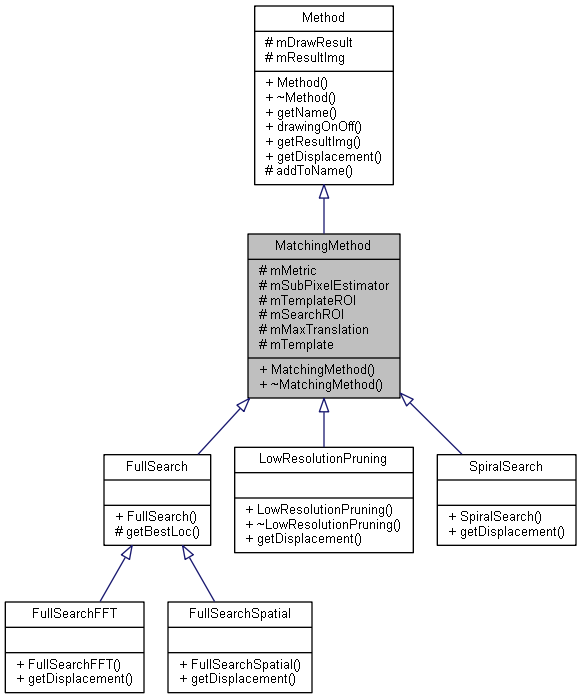 Method
# mDrawResult
# mResultImg
+ Method()
+ ~Method()
+ getName()
+ drawingOnOff()
+ getResultImg()
+ getDisplacement()
# addToName()
MatchingMethod
# mMetric
# mSubPixelEstimator
# mTemplateROI
# mSearchROI
# mMaxTranslation
# mTemplate
+ MatchingMethod()
+ ~MatchingMethod()
FullSearch
+ FullSearch()
# getBestLoc()
LowResolutionPruning
+ LowResolutionPruning()
+ ~LowResolutionPruning()
+ getDisplacement()
SpiralSearch
+ SpiralSearch()
+ getDisplacement()
FullSearchFFT
+ FullSearchFFT()
+ getDisplacement()
FullSearchSpatial
+ FullSearchSpatial()
+ getDisplacement()